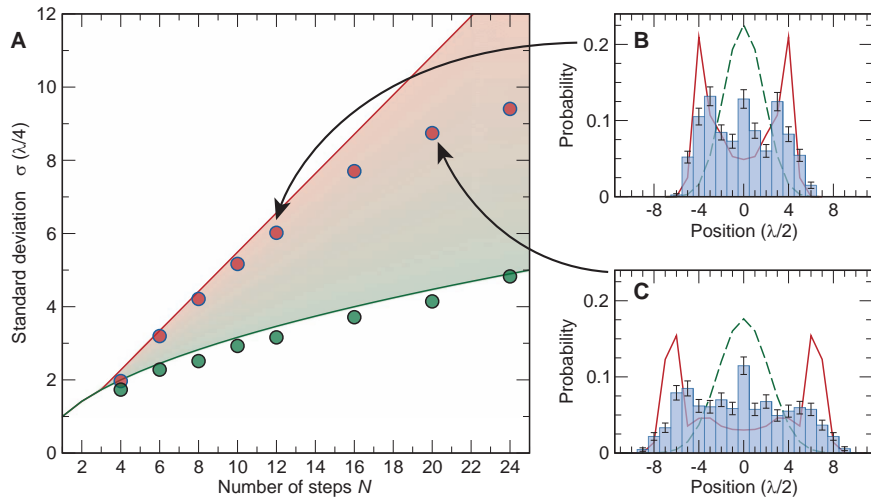 A
Standard deviation σ (λ/4)
12
10
8
6
4
2
0
2 4 6 8 10 12 14 16 18 20 22 24
Number of steps N
B
Probability
0.2
0.1
0
-8 -4 0 4 8
Position (λ/2)
C
Probability
0.2
0.1
0
-8 -4 0 4 8
Position (λ/2)